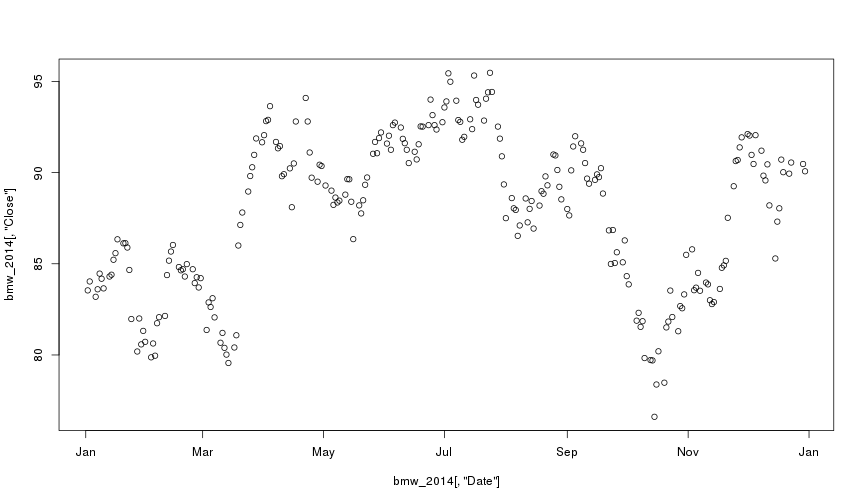 95
90
85
80
bmw_2014[, "Close"]
Jan Mar May Jul Sep Nov Jan
bmw_2014[, "Date"]